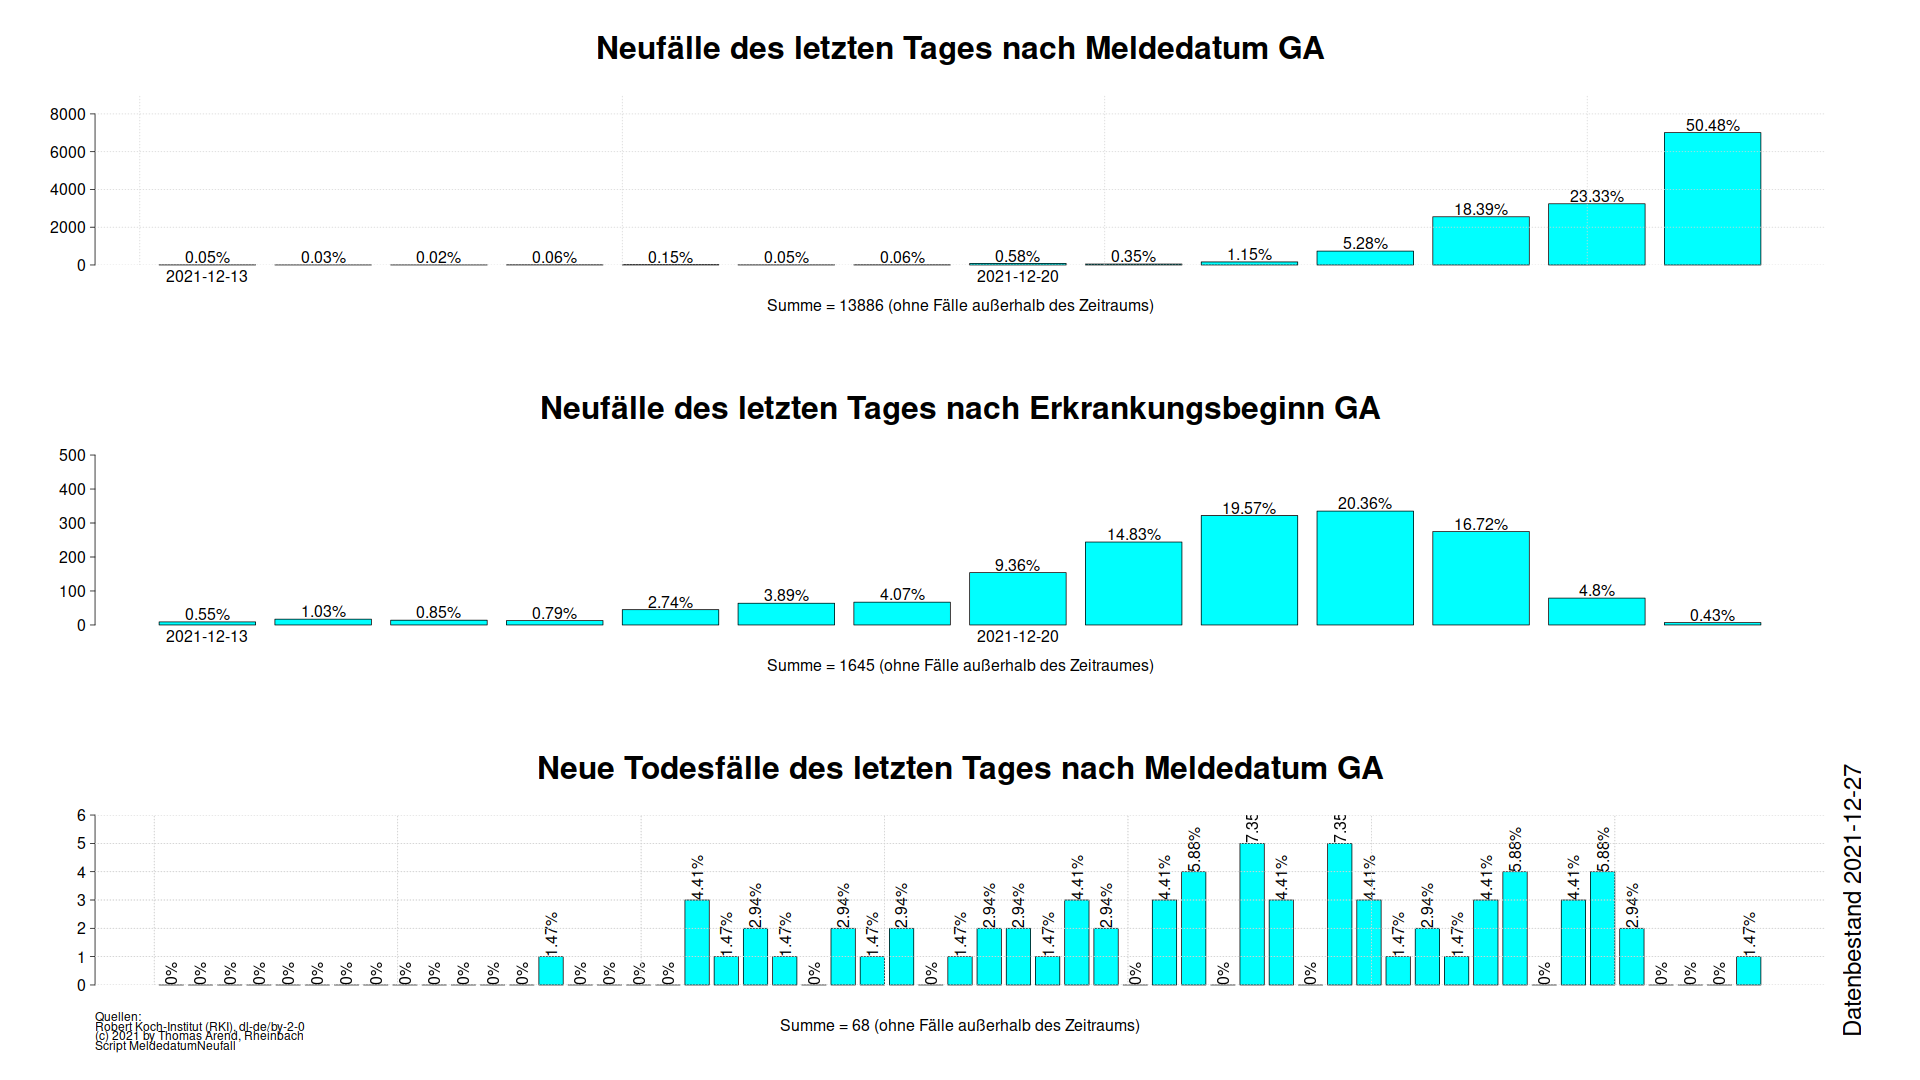 Neufälle des letzten Tages nach Meldedatum GA
8000
6000
4000
2000
0
0.05% 0.03% 0.02% 0.06% 0.15% 0.05% 0.06% 0.58% 0.35% 1.15% 5.28% 18.39% 23.33% 50.48%
2021-12-13 2021-12-20
Summe = 13886 (ohne Fälle außerhalb des Zeitraums)
Neufälle des letzten Tages nach Erkrankungsbeginn GA
500
400
300
200
100
0
0.55% 1.03% 0.85% 0.79% 2.74% 3.89% 4.07% 9.36% 14.83% 19.57% 20.36% 16.72% 4.8% 0.43%
2021-12-13 2021-12-20
Summe = 1645 (ohne Fälle außerhalb des Zeitraumes)
Neue Todesfälle des letzten Tages nach Meldedatum GA
6
5
4
3
2
1
0
0% 0% 0% 0% 0% 0% 0% 0% 0% 0% 0% 0% 0% 1.47% 0% 0% 0% 0% 4.41% 1.47% 2.94% 1.47% 0% 2.94% 1.47% 2.94% 0% 1.47% 2.94% 2.94% 1.47% 4.41% 2.94% 0% 4.41% 5.88% 0% 7.35 4.41% 0% 7.35 4.41% 1.47% 2.94% 1.47% 4.41% 5.88% 0% 4.41% 5.88% 2.94% 0% 0% 0% 1.47%
Summe = 68 (ohne Fälle außerhalb des Zeitraums)
Quellen:
Robert Koch-Institut (RKI), dl-de/by-2-0
(c) 2021 by Thomas Arend, Rheinbach
Script MeldedatumNeufall
Datenbestand 2021-12-27